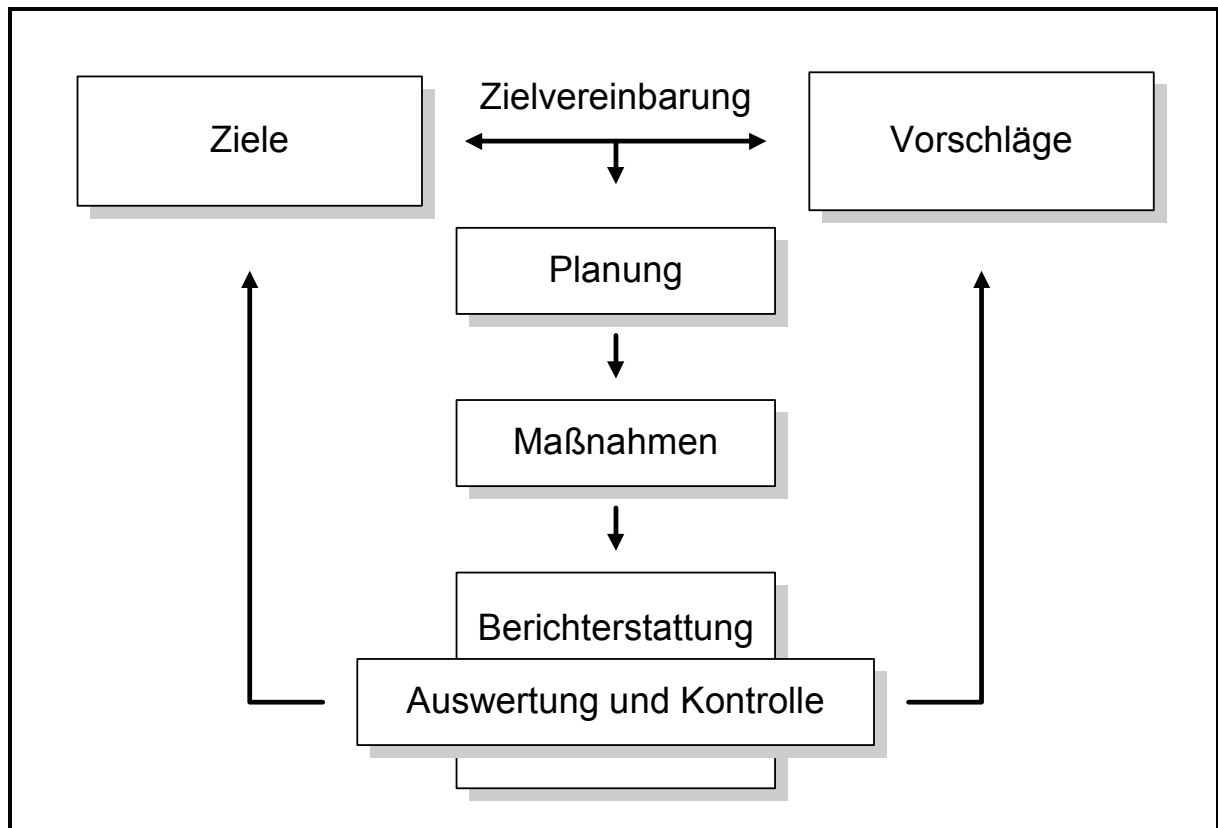 Zielvereinbarung
Ziele
Vorschläge
Planung
Maßnahmen
Berichterstattung
Auswertung und Kontrolle